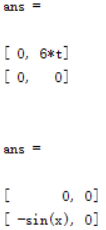 ans =
[ 0, 6*t]
[ 0, 0]
ans =
[ 0, 0]
[ -sin(x), 0]